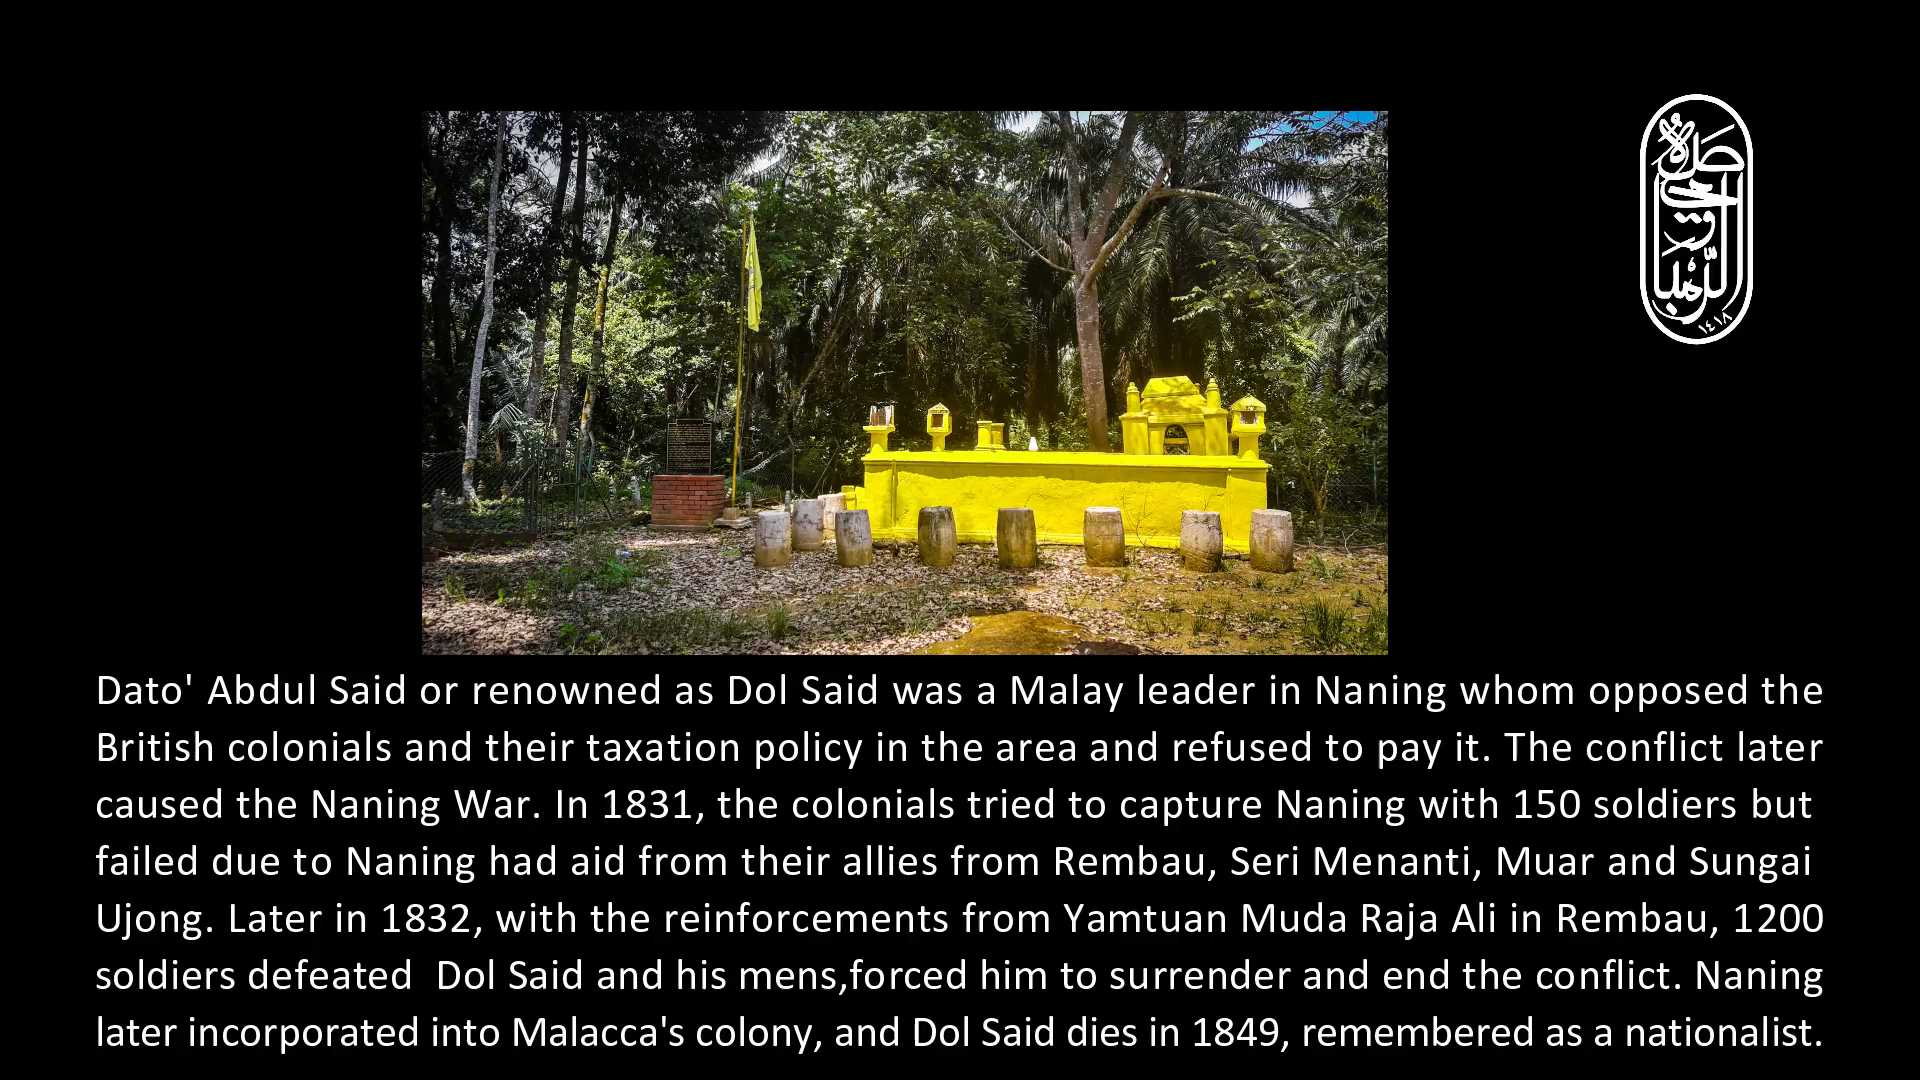 ١٤١٨
Dato' Abdul Said or renowned as Dol Said was a Malay leader in Naning whom opposed the
British colonials and their taxation policy in the area and refused to pay it. The conflict later
caused the Naning War. In 1831, the colonials tried to capture Naning with 150 soldiers but
failed due to Naning had aid from their allies from Rembau, Seri Menanti, Muar and Sungai
Ujong. Later in 1832, with the reinforcements from Yamtuan Muda Raja Ali in Rembau, 1200
soldiers defeated  Dol Said and his mens,forced him to surrender and end the conflict. Naning
later incorporated into Malacca's colony, and Dol Said dies in 1849, remembered as a nationalist.